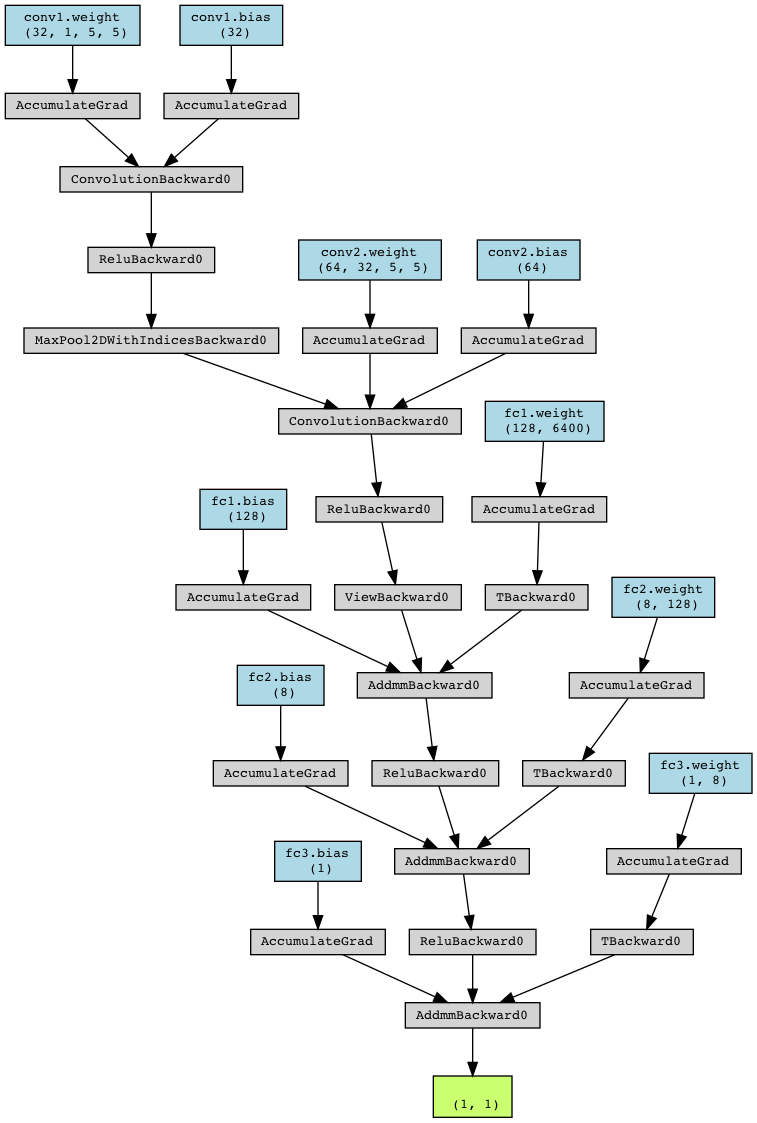 conv1.weight
(32, 1, 5, 5)
conv1.bias
(32)
AccumulateGrad
AccumulateGrad
ConvolutionBackward0
ReluBackward0
conv2.weight
(64, 32, 5, 5)
conv2.bias
(64)
MaxPool2DWithIndicesBackward0
AccumulateGrad
AccumulateGrad
ConvolutionBackward0
fc1.weight
(128, 6400)
fc1.bias
(128)
ReluBackward0
AccumulateGrad
AccumulateGrad
ViewBackward0
TBackward0
fc2.weight
(8, 128)
fc2.bias
(8)
AddmmBackward0
AccumulateGrad
AccumulateGrad
ReluBackward0
TBackward0
fc3.weight
(1, 8)
fc3.bias
(1)
AddmmBackward0
AccumulateGrad
AccumulateGrad
ReluBackward0
TBackward0
AddmmBackward0
(1, 1)